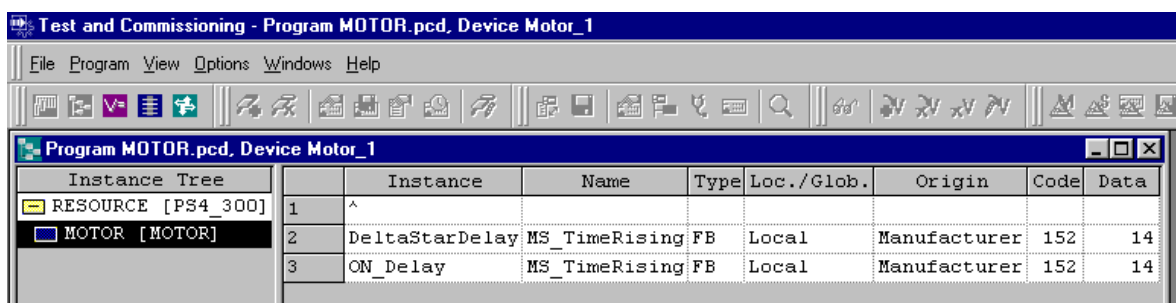 Test and Commissioning - Program MOTOR.pcd, Device Motor_1
File Program View Options Windows Help
Program MOTOR.pcd, Device Motor_1
Instance Tree Instance Name Type Loc./Glob. Origin Code Data
RESOURCE [PS4_300] 1 ^
MOTOR [MOTOR] 2 DeltaStarDelay MS_TimeRising FB Local Manufacturer 152 14
3 ON_Delay MS_TimeRising FB Local Manufacturer 152 14